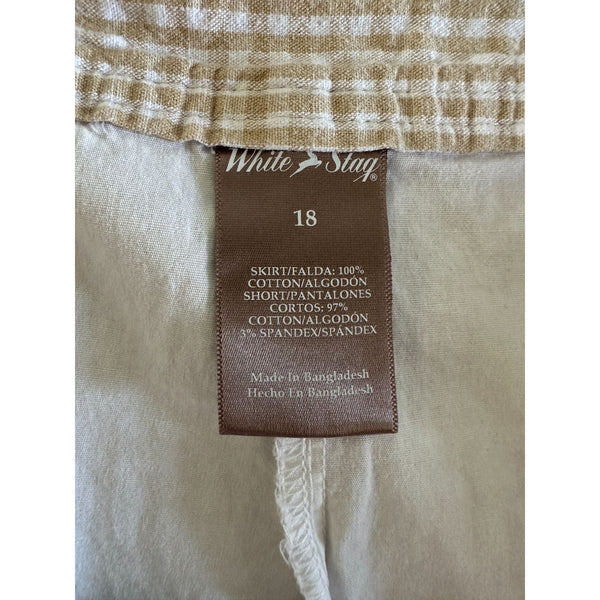 White Stag®
18
SKIRT/FALDA: 100%
COTTON/ALGODÓN
SHORT/PANTALONES
CORTOS: 97%
COTTON/ALGODÓN
3% SPANDEX/SPÁNDEX
Made In Bangladesh
Hecho En Bangladesh